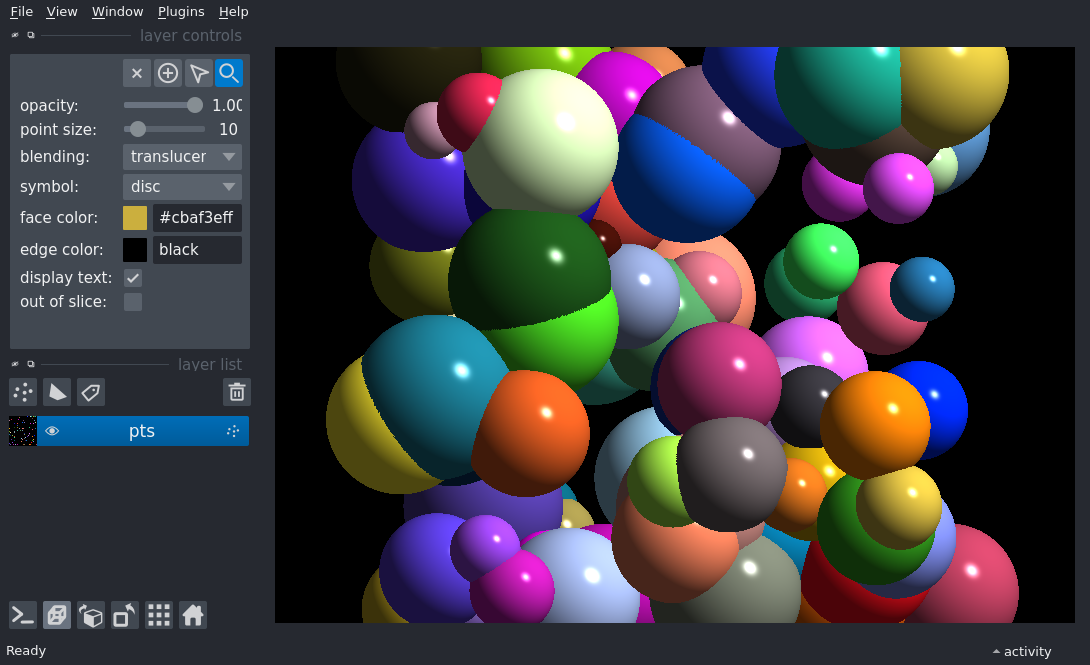 File View Window Plugins Help
layer controls
opacity: 1.00
point size: 10
blending: translucer
symbol: disc
face color: #cbaf3eff
edge color: black
display text:
out of slice:
layer list
pts
Ready
activity